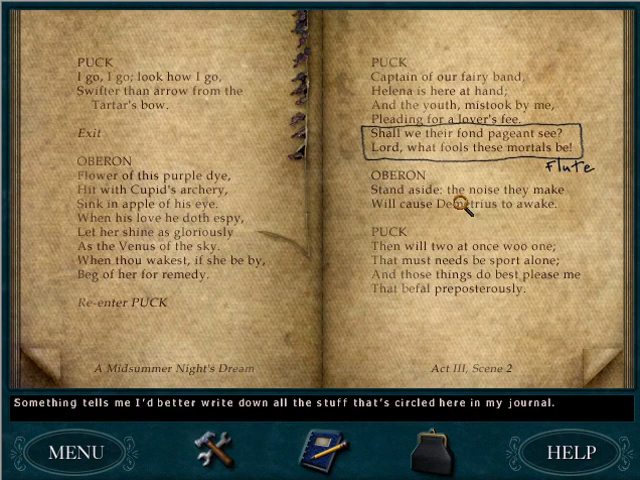 PUCK
I go, I go; look how I go,
Swifter than arrow from the
Tartar's bow.
Exit
OBERON
Flower of this purple dye,
Hit with Cupid's archery,
Sink in apple of his eye.
When his love he doth espy,
Let her shine as gloriously
As the Venus of the sky.
When thou wakest, if she be by,
Beg of her for remedy.
Re-enter PUCK
A Midsummer Night's Dream
PUCK
Captain of our fairy band,
Helena is here at hand;
And the youth, mistook by me,
Pleading for a lover's fee.
Shall we their fond pageant see?
Lord, what fools these mortals be!
Flute
OBERON
Stand aside: the noise they make
Will cause Demetrius to awake.
PUCK
Then will two at once woo one;
That must needs be sport alone;
And those things do best please me
That befal preposterously.
Act III, Scene 2
Something tells me I'd better write down all the stuff that's circled here in my journal.
MENU
HELP